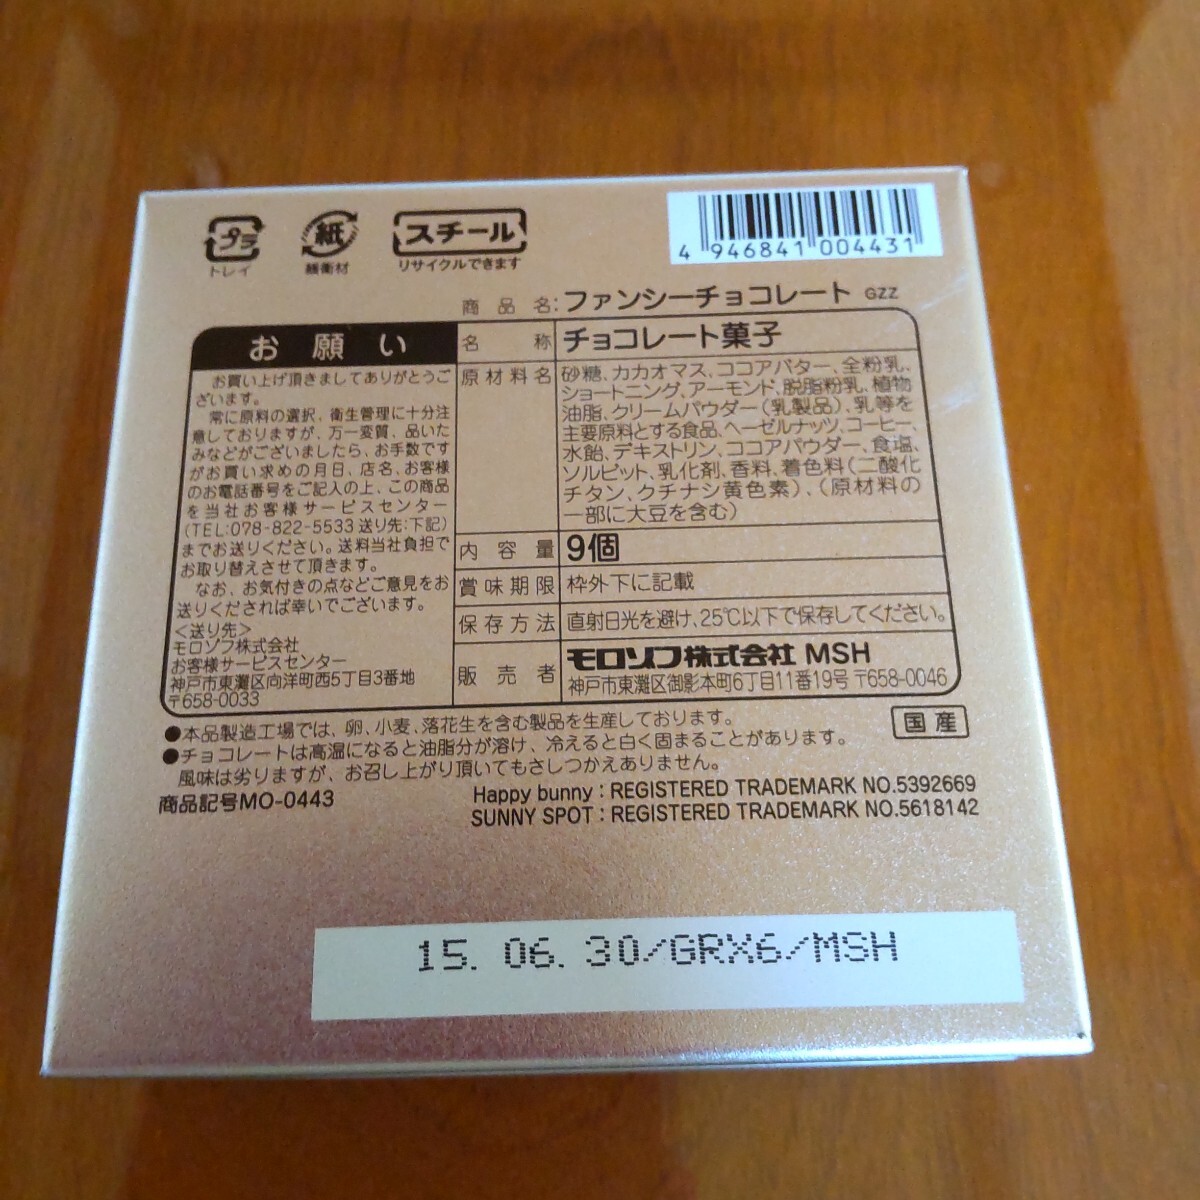 プラ
トレイ
紙
緩衝材
スチール
リサイクルできます
4 946841 004431
商品名:ファンシーチョコレート GZZ
お願い
お買い上げ頂きましてありがとうご
ざいます。
常に原料の選択、衛生管理に十分注
意しておりますが、万一変質、品いた
みなどがございましたら、お手数です
がお買い求めの月日、店名、お客様
のお電話番号をご記入の上、この商品
を当社お客様サービスセンター
(TEL:078-822-5533 送り先:下記)
までお送りください。送料当社負担で
お取り替えさせて頂きます。
なお、お気付きの点などご意見をお
送りくだされば幸いでございます。
<送り先>
モロゾフ株式会社
お客様サービスセンター
神戸市東灘区向洋町西5丁目3番地
〒658-0033
名称 チョコレート菓子
原材料名 砂糖、カカオマス、ココアバター、全粉乳、
ショートニング、アーモンド、脱脂粉乳、植物
油脂、クリームパウダー(乳製品)、乳等を
主要原料とする食品、ヘーゼルナッツ、コーヒー、
水飴、デキストリン、ココアパウダー、食塩、
ソルビット、乳化剤、香料、着色料(二酸化
チタン、クチナシ黄色素)、(原材料の
一部に大豆を含む)
内容量 9個
賞味期限 枠外下に記載
保存方法 直射日光を避け、25℃以下で保存してください。
販売者 モロゾフ株式会社 MSH
神戸市東灘区御影本町6丁目11番19号 〒658-0046
●本品製造工場では、卵、小麦、落花生を含む製品を生産しております。
国産
●チョコレートは高温になると油脂分が溶け、冷えると白く固まることがあります。
風味は劣りますが、お召し上がり頂いてもさしつかえありません。
商品記号MO-0443
Happy bunny : REGISTERED TRADEMARK NO.5392669
SUNNY SPOT : REGISTERED TRADEMARK NO.5618142
15. 06. 30/GRX6/MSH